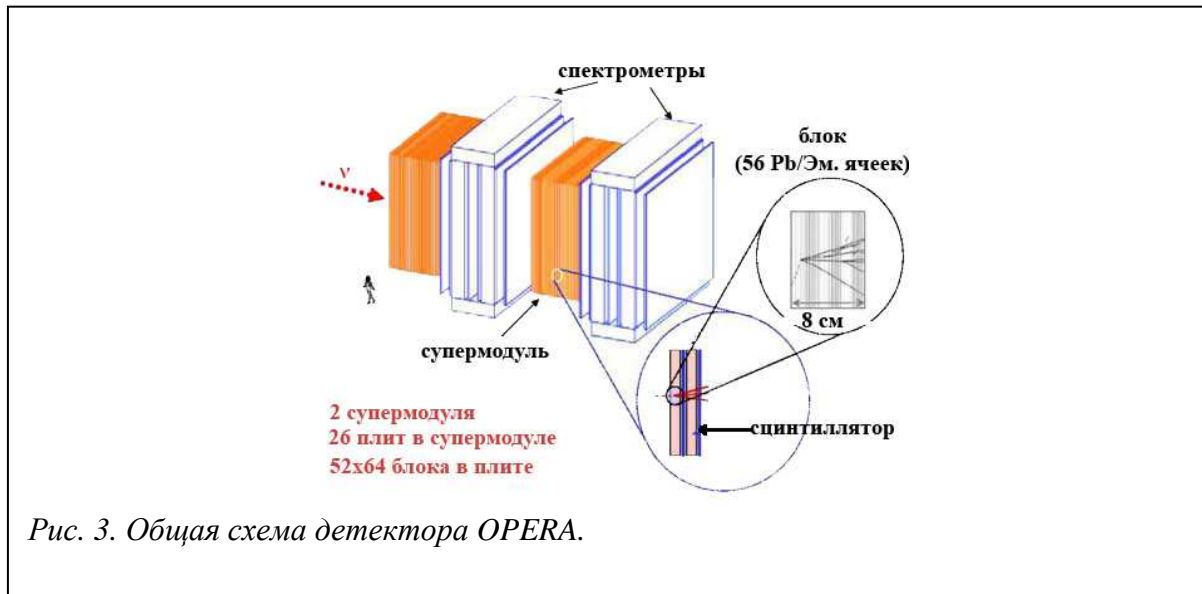 спектрометры
блок
(56 Pb/Эм. ячеек)
ν
8 см
супермодуль
2 супермодуля
26 плит в супермодуле
52x64 блока в плите
сцинтиллятор
Рис. 3. Общая схема детектора OPERA.